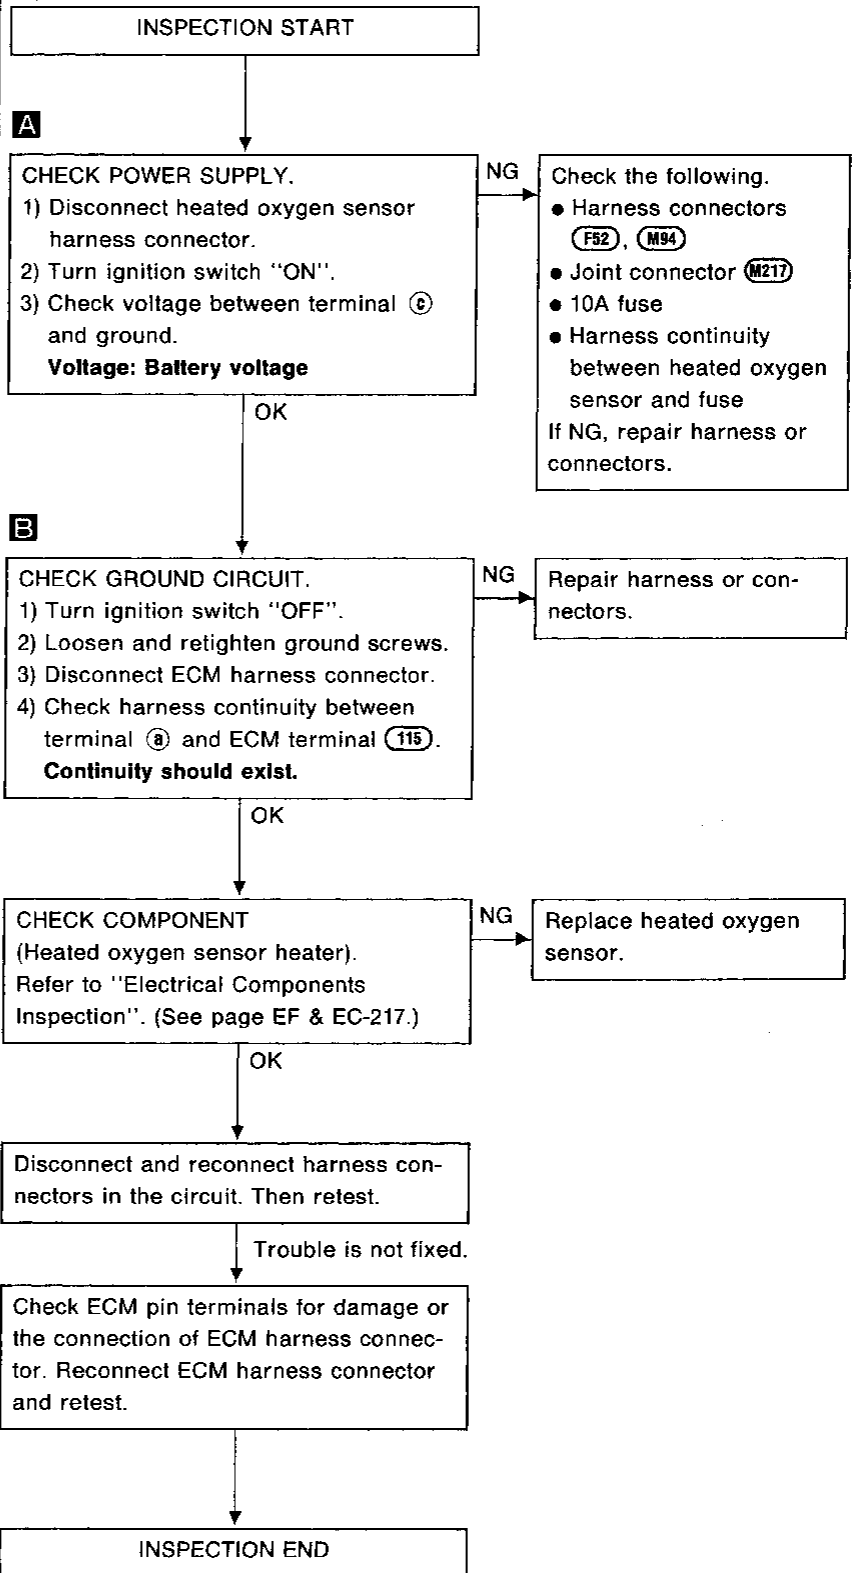 INSPECTION START
A
CHECK POWER SUPPLY.
1) Disconnect heated oxygen sensor
harness connector.
2) Turn ignition switch "ON".
3) Check voltage between terminal ⓒ
and ground.
Voltage: Battery voltage
NG
Check the following.
● Harness connectors
F52, M94
● Joint connector M217
● 10A fuse
● Harness continuity
between heated oxygen
sensor and fuse
If NG, repair harness or
connectors.
OK
B
CHECK GROUND CIRCUIT.
1) Turn ignition switch "OFF".
2) Loosen and retighten ground screws.
3) Disconnect ECM harness connector.
4) Check harness continuity between
terminal ⓐ and ECM terminal 115.
Continuity should exist.
NG
Repair harness or con-
nectors.
OK
CHECK COMPONENT
(Heated oxygen sensor heater).
Refer to "Electrical Components
Inspection". (See page EF & EC-217.)
NG
Replace heated oxygen
sensor.
OK
Disconnect and reconnect harness con-
nectors in the circuit. Then retest.
Trouble is not fixed.
Check ECM pin terminals for damage or
the connection of ECM harness connec-
tor. Reconnect ECM harness connector
and retest.
INSPECTION END